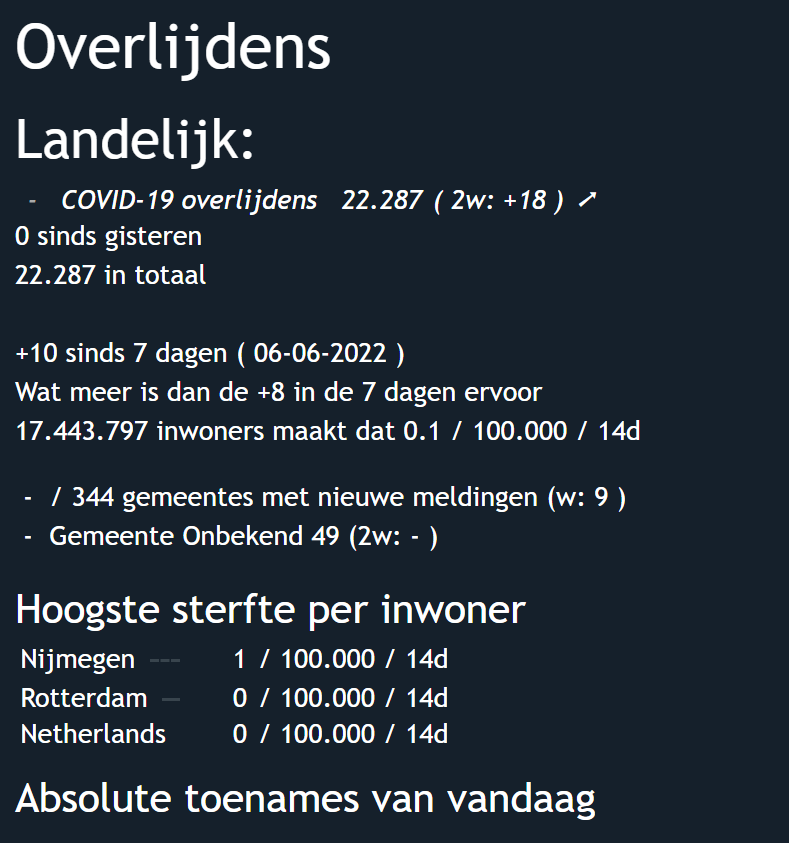 Overlijdens
Landelijk:
- COVID-19 overlijdens 22.287 ( 2w: +18 ) ➚
0 sinds gisteren
22.287 in totaal
+10 sinds 7 dagen ( 06-06-2022 )
Wat meer is dan de +8 in de 7 dagen ervoor
17.443.797 inwoners maakt dat 0.1 / 100.000 / 14d
- / 344 gemeentes met nieuwe meldingen (w: 9 )
- Gemeente Onbekend 49 (2w: - )
Hoogste sterfte per inwoner
Nijmegen --- 1 / 100.000 / 14d
Rotterdam — 0 / 100.000 / 14d
Netherlands 0 / 100.000 / 14d
Absolute toenames van vandaag